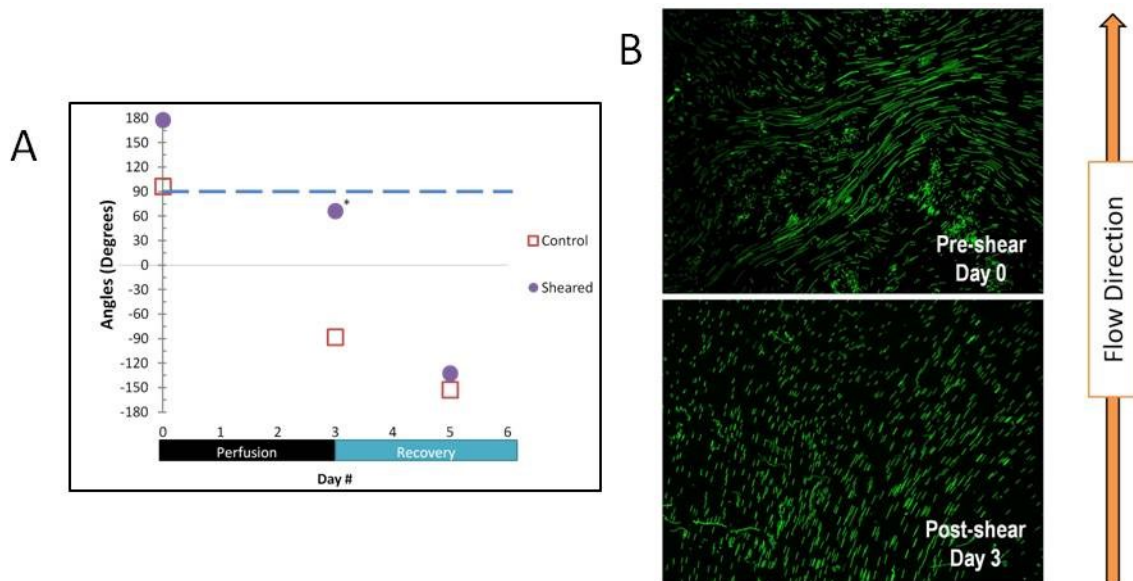 A
Angles (Degrees)
180
150
120
90
60
30
0
-30
-60
-90
-120
-150
-180
*
Control
Sheared
0 1 2 3 4 5 6
Perfusion Recovery
Day #
B
Pre-shear
Day 0
Post-shear
Day 3
Flow Direction